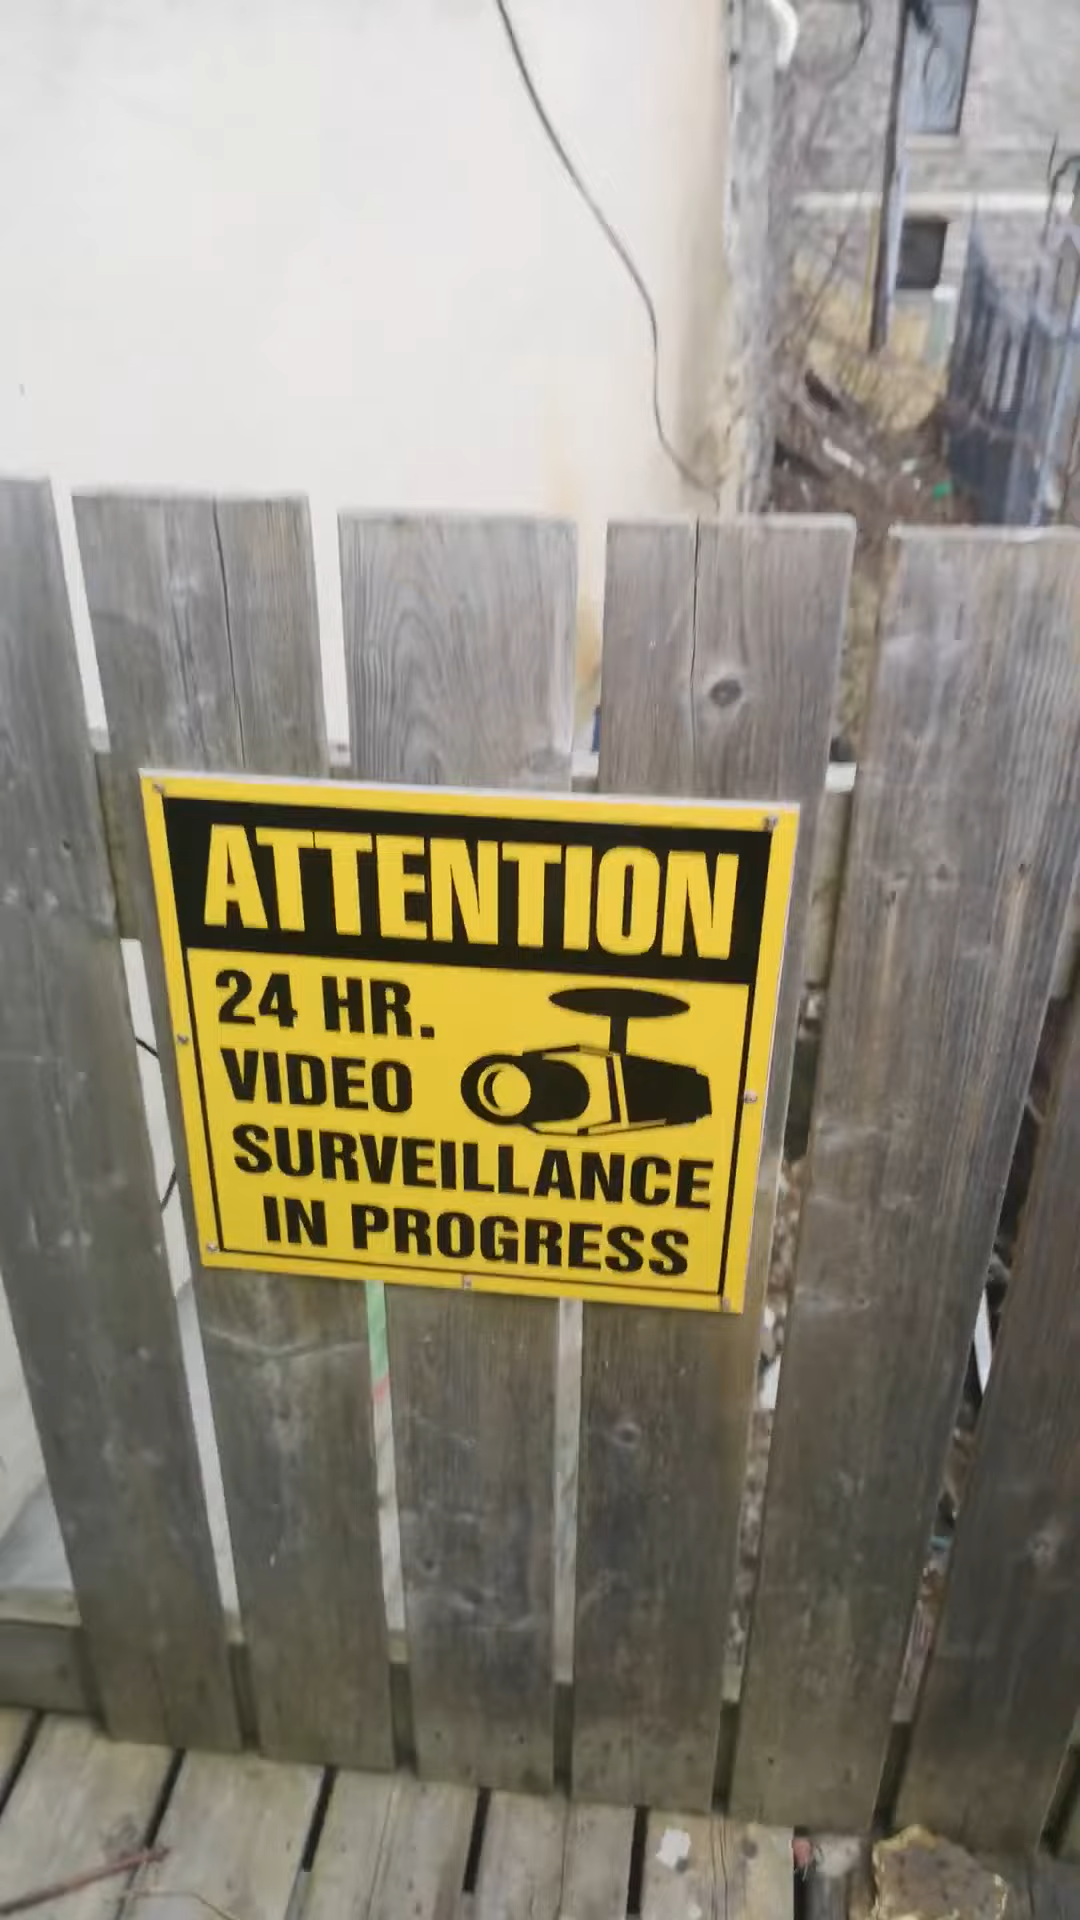 ATTENTION
24 HR.
VIDEO
SURVEILLANCE
IN PROGRESS